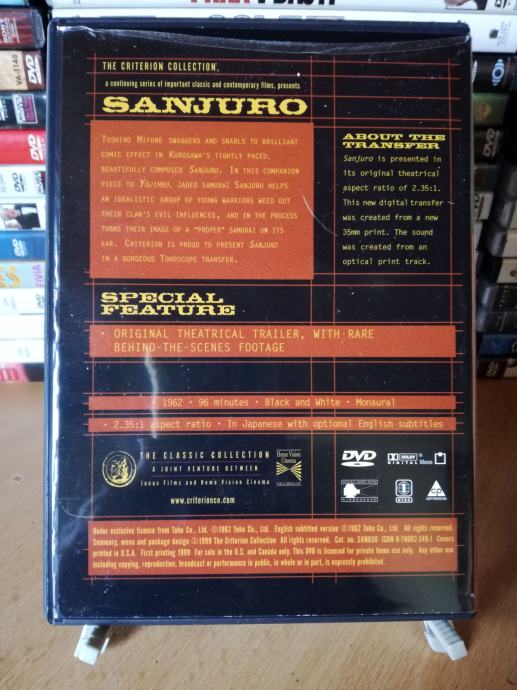 THE CRITERION COLLECTION,
a continuing series of important classic and contemporary films, presents
SANJURO
TOSHIRO MIFUNE SWAGGERS AND SNARLS TO BRILLIANT
COMIC EFFECT IN KUROSAWA'S TIGHTLY PACED,
BEAUTIFULLY COMPOSED SANJURO. IN THIS COMPANION
PIECE TO YOJIMBO, JADED SAMURAI SANJURO HELPS
AN IDEALISTIC GROUP OF YOUNG WARRIORS WEED OUT
THEIR CLAN'S EVIL INFLUENCES, AND IN THE PROCESS
TURNS THEIR IMAGE OF A "PROPER" SAMURAI ON ITS
EAR. CRITERION IS PROUD TO PRESENT SANJURO
IN A GORGEOUS TOHOSCOPE TRANSFER.
ABOUT THE
TRANSFER
Sanjuro is presented in
its original theatrical
aspect ratio of 2.35:1.
This new digital transfer
was created from a new
35mm print. The sound
was created from an
optical print track.
SPECIAL
FEATURE
• ORIGINAL THEATRICAL TRAILER, WITH RARE
BEHIND-THE-SCENES FOOTAGE
• 1962 • 96 minutes • Black and White • Monaural
• 2.35:1 aspect ratio • In Japanese with optional English subtitles
THE CLASSIC COLLECTION
A JOINT VENTURE BETWEEN
Janus Films and Home Vision Cinema
www.criterionco.com
Home Vision
Cinema
DVD
DOLBY
DIGITAL Mono
Under exclusive license from Toho Co., Ltd. ©1962 Toho Co., Ltd. English subtitled version ©1962 Toho Co., Ltd. All rights reserved.
Summary, menu and package design ©1999 The Criterion Collection All rights reserved. Cat. no. SAN050 ISBN 0-78002-249-1 Covers
printed in U.S.A. First printing 1999 For sale in the U.S. and Canada only. This DVD is licensed for private home use only. Any other use
including copying, reproduction, broadcast or performance in public, in whole or in part, is expressly prohibited.
VA-1148
DVD